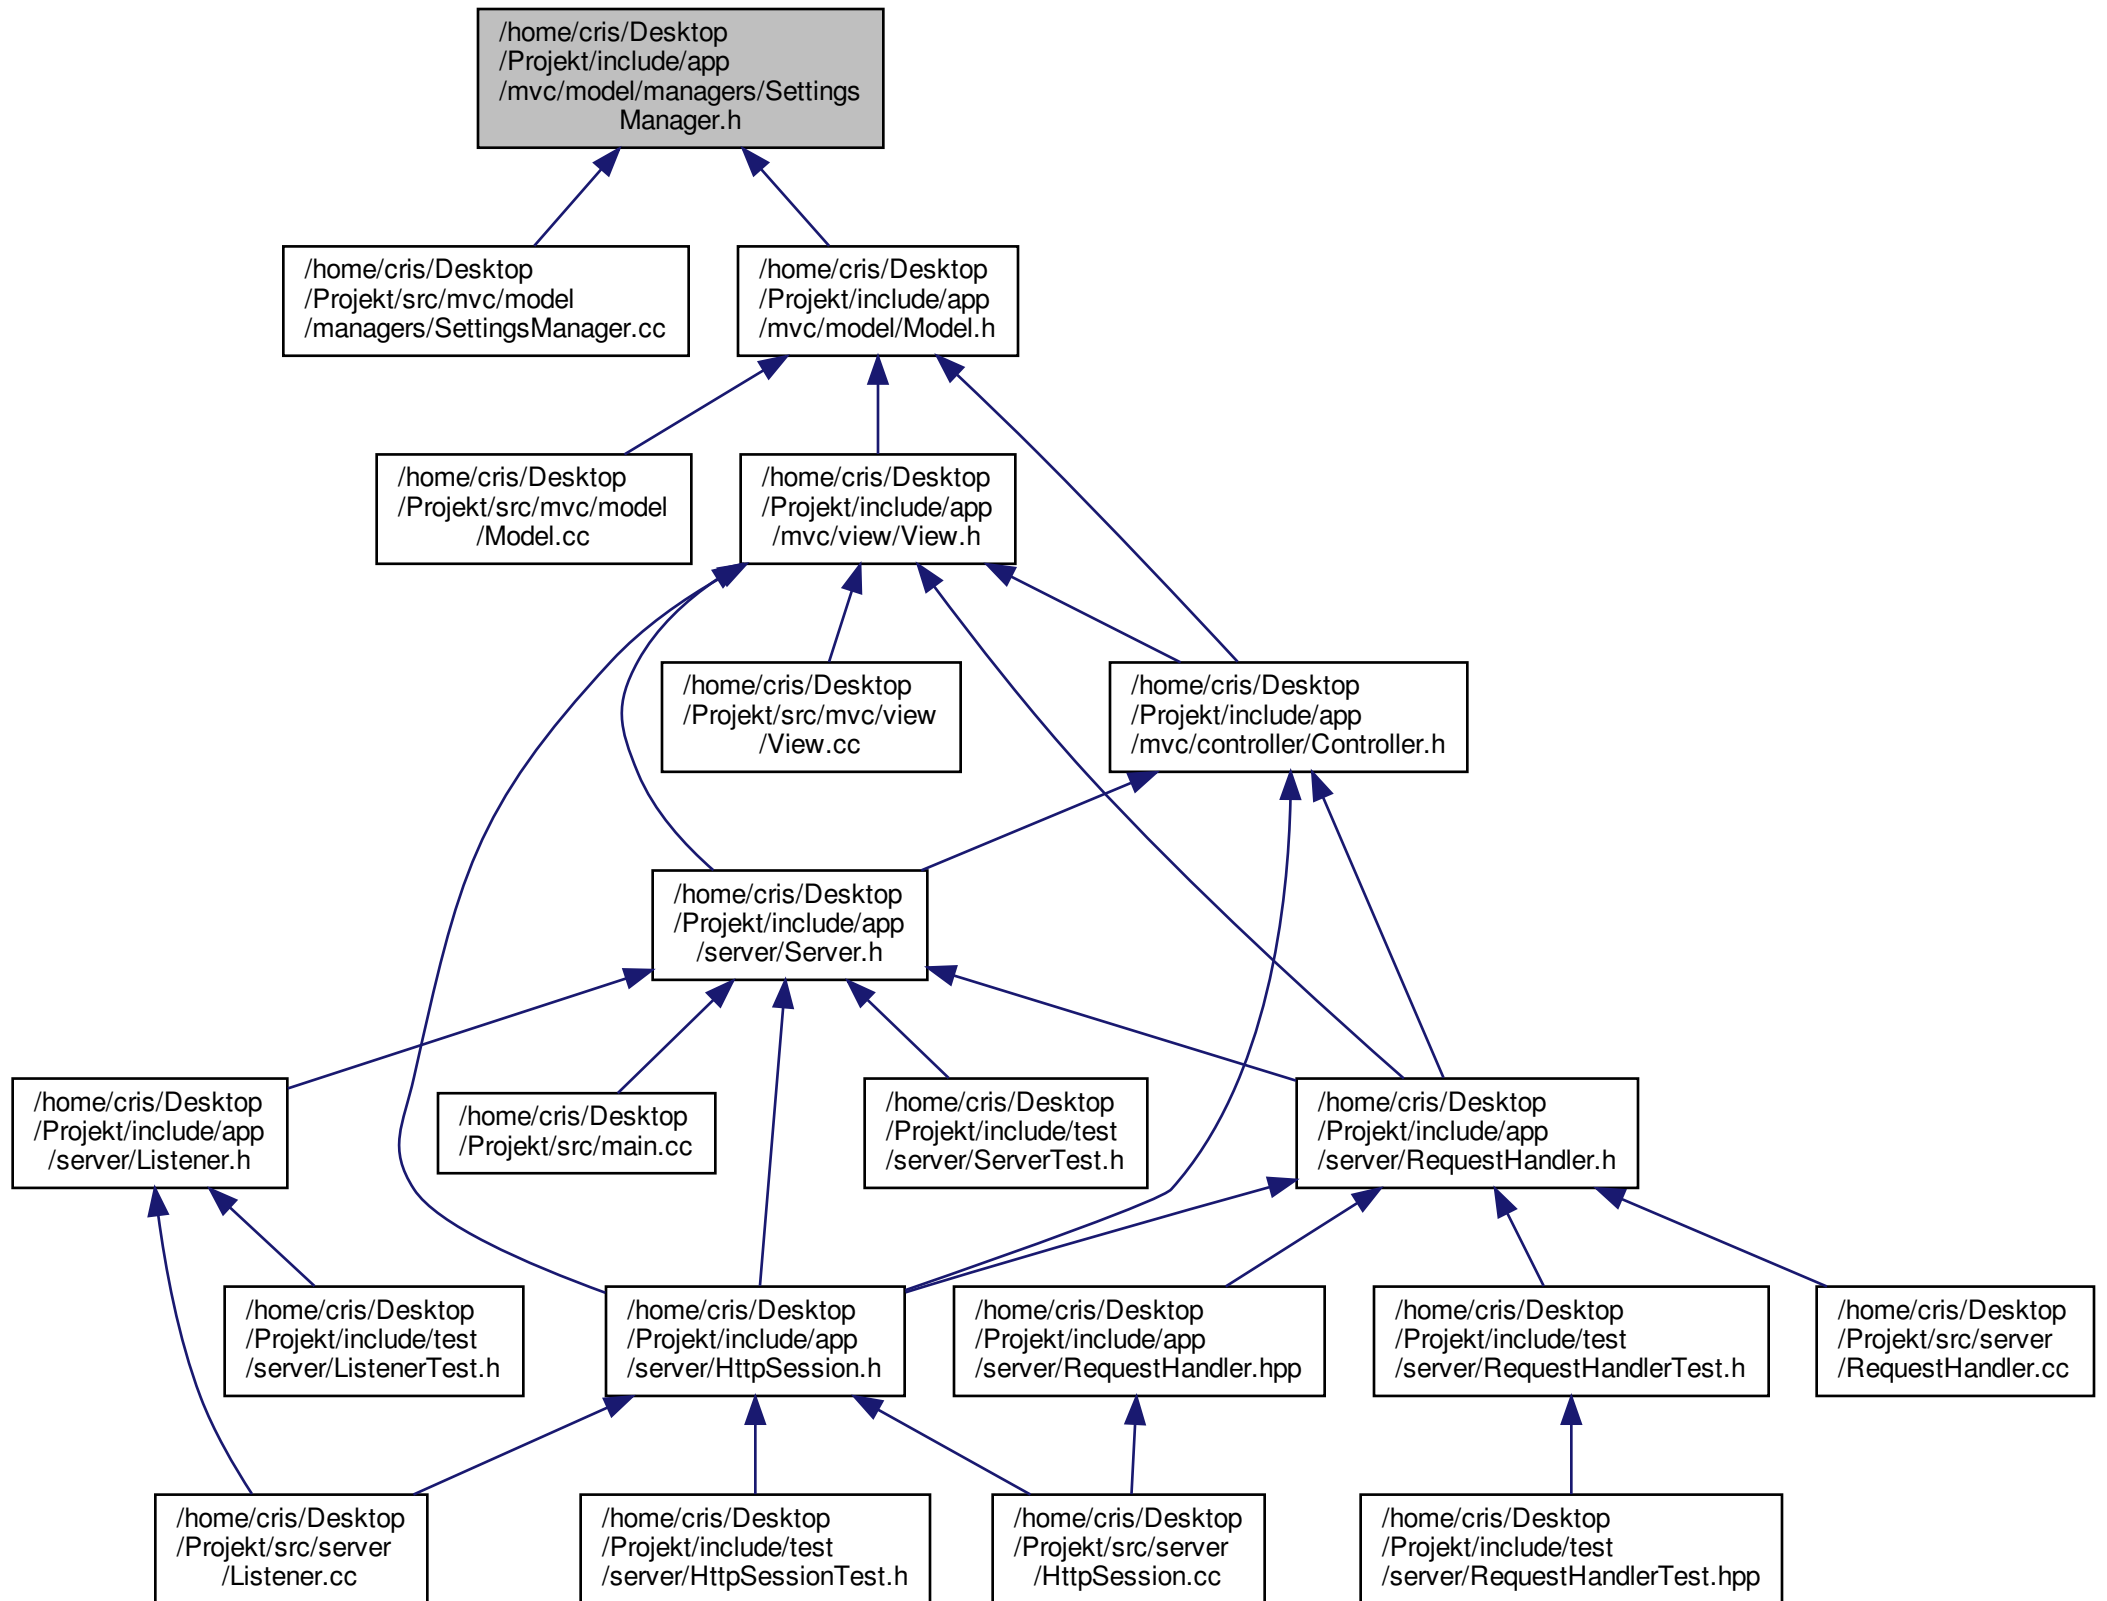 /home/cris/Desktop
/Projekt/include/app
/mvc/model/managers/Settings
Manager.h
/home/cris/Desktop
/Projekt/src/mvc/model
/managers/SettingsManager.cc
/home/cris/Desktop
/Projekt/include/app
/mvc/model/Model.h
/home/cris/Desktop
/Projekt/src/mvc/model
/Model.cc
/home/cris/Desktop
/Projekt/include/app
/mvc/view/View.h
/home/cris/Desktop
/Projekt/src/mvc/view
/View.cc
/home/cris/Desktop
/Projekt/include/app
/mvc/controller/Controller.h
/home/cris/Desktop
/Projekt/include/app
/server/Server.h
/home/cris/Desktop
/Projekt/include/app
/server/Listener.h
/home/cris/Desktop
/Projekt/src/main.cc
/home/cris/Desktop
/Projekt/include/test
/server/ServerTest.h
/home/cris/Desktop
/Projekt/include/app
/server/RequestHandler.h
/home/cris/Desktop
/Projekt/include/test
/server/ListenerTest.h
/home/cris/Desktop
/Projekt/include/app
/server/HttpSession.h
/home/cris/Desktop
/Projekt/include/app
/server/RequestHandler.hpp
/home/cris/Desktop
/Projekt/include/test
/server/RequestHandlerTest.h
/home/cris/Desktop
/Projekt/src/server
/RequestHandler.cc
/home/cris/Desktop
/Projekt/src/server
/Listener.cc
/home/cris/Desktop
/Projekt/include/test
/server/HttpSessionTest.h
/home/cris/Desktop
/Projekt/src/server
/HttpSession.cc
/home/cris/Desktop
/Projekt/include/test
/server/RequestHandlerTest.hpp